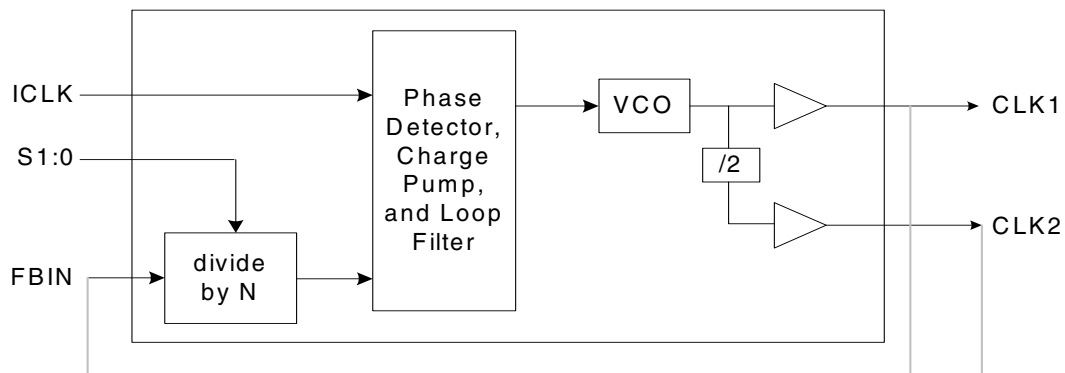 ICLK
S1:0
FBIN
divide
by N
Phase
Detector,
Charge
Pump,
and Loop
Filter
VCO
/2
CLK1
CLK2